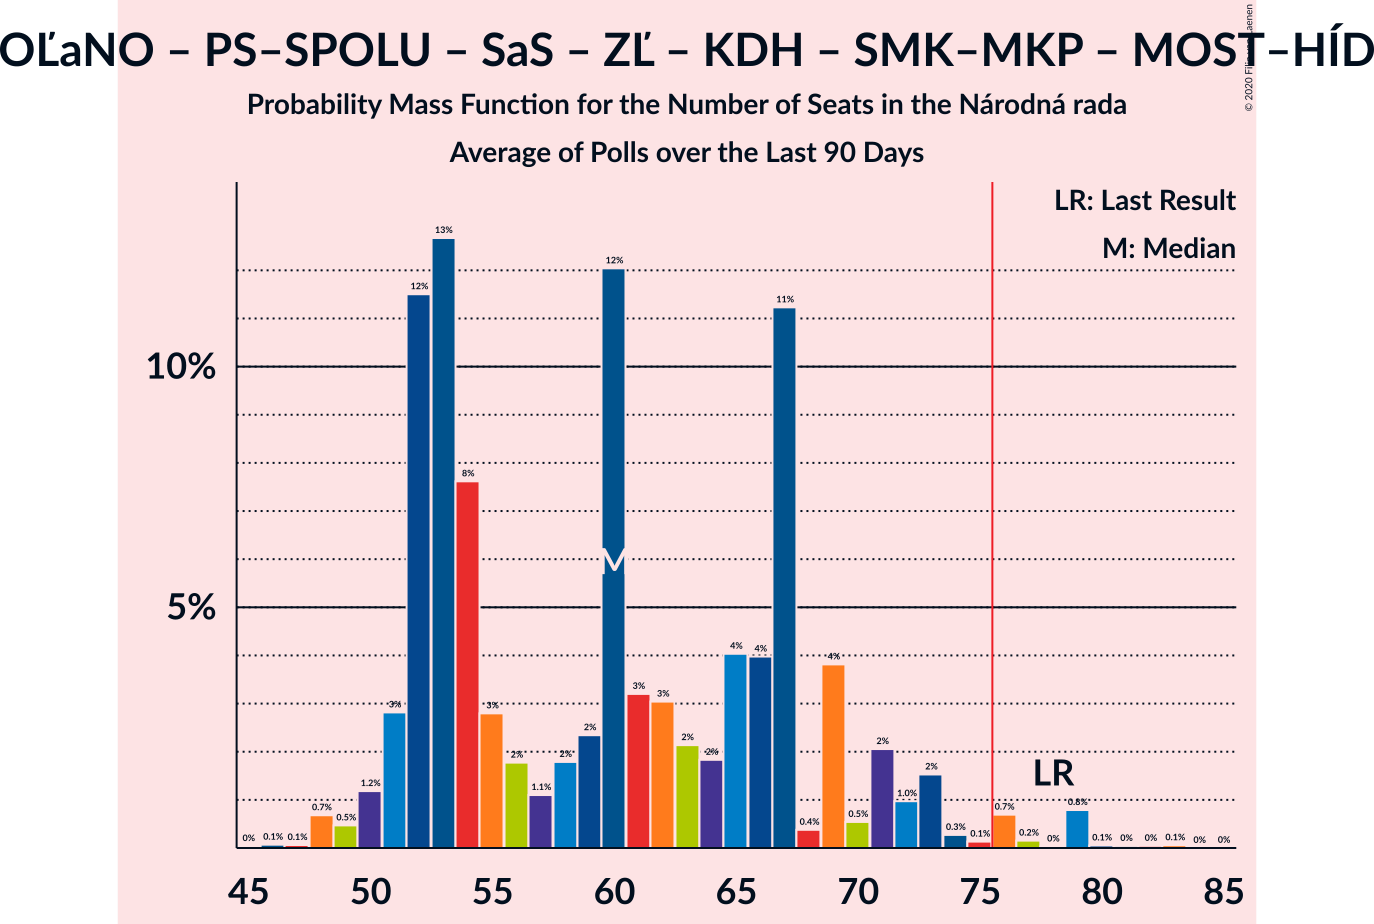 OĽaNO – PS–SPOLU – SaS – ZĽ – KDH – SMK–MKP – MOST–HÍD
Probability Mass Function for the Number of Seats in the Národná rada
Average of Polls over the Last 90 Days
© 2020
LR: Last Result
M: Median
10%
5%
0% 0.1% 0.1% 0.7% 0.5% 1.2% 3% 12% 13% 8% 3% 2% 1.1% 2% 2% 12% 3% 3% 2% 2% 4% 4% 11% 0.4% 4% 0.5% 2% 1.0% 2% 0.3% 0.1% 0.7% 0.2% 0% 0.8% 0.1% 0% 0% 0.1% 0% 0%
M
LR
45 50 55 60 65 70 75 80 85